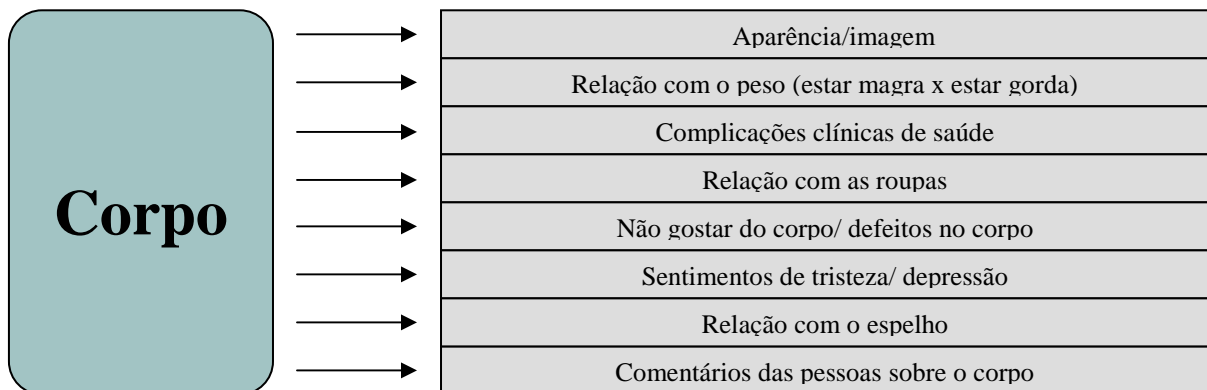 Corpo
Aparência/imagem
Relação com o peso (estar magra x estar gorda)
Complicações clínicas de saúde
Relação com as roupas
Não gostar do corpo/ defeitos no corpo
Sentimentos de tristeza/ depressão
Relação com o espelho
Comentários das pessoas sobre o corpo